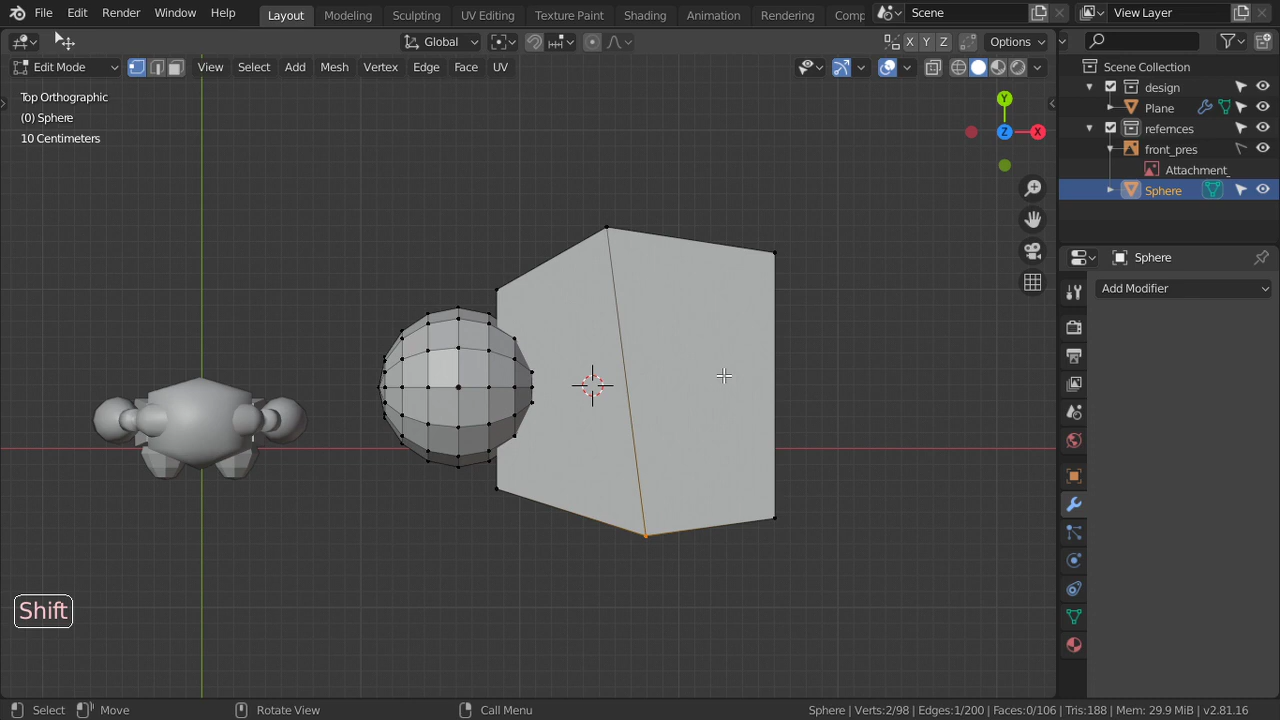 File Edit Render Window Help Layout Modeling Sculpting UV Editing Texture Paint Shading Animation Rendering Comp Scene View Layer
Global X Y Z Options
Edit Mode View Select Add Mesh Vertex Edge Face UV
Top Orthographic
(0) Sphere
10 Centimeters
Y
Z X
Scene Collection
design
Plane
refernces
front_pres
Attachment_
Sphere
Sphere
Add Modifier
Shift
Select Move Rotate View Call Menu Sphere | Verts:2/98 | Edges:1/200 | Faces:0/106 | Tris:188 | Mem: 29.9 MiB | v2.81.16